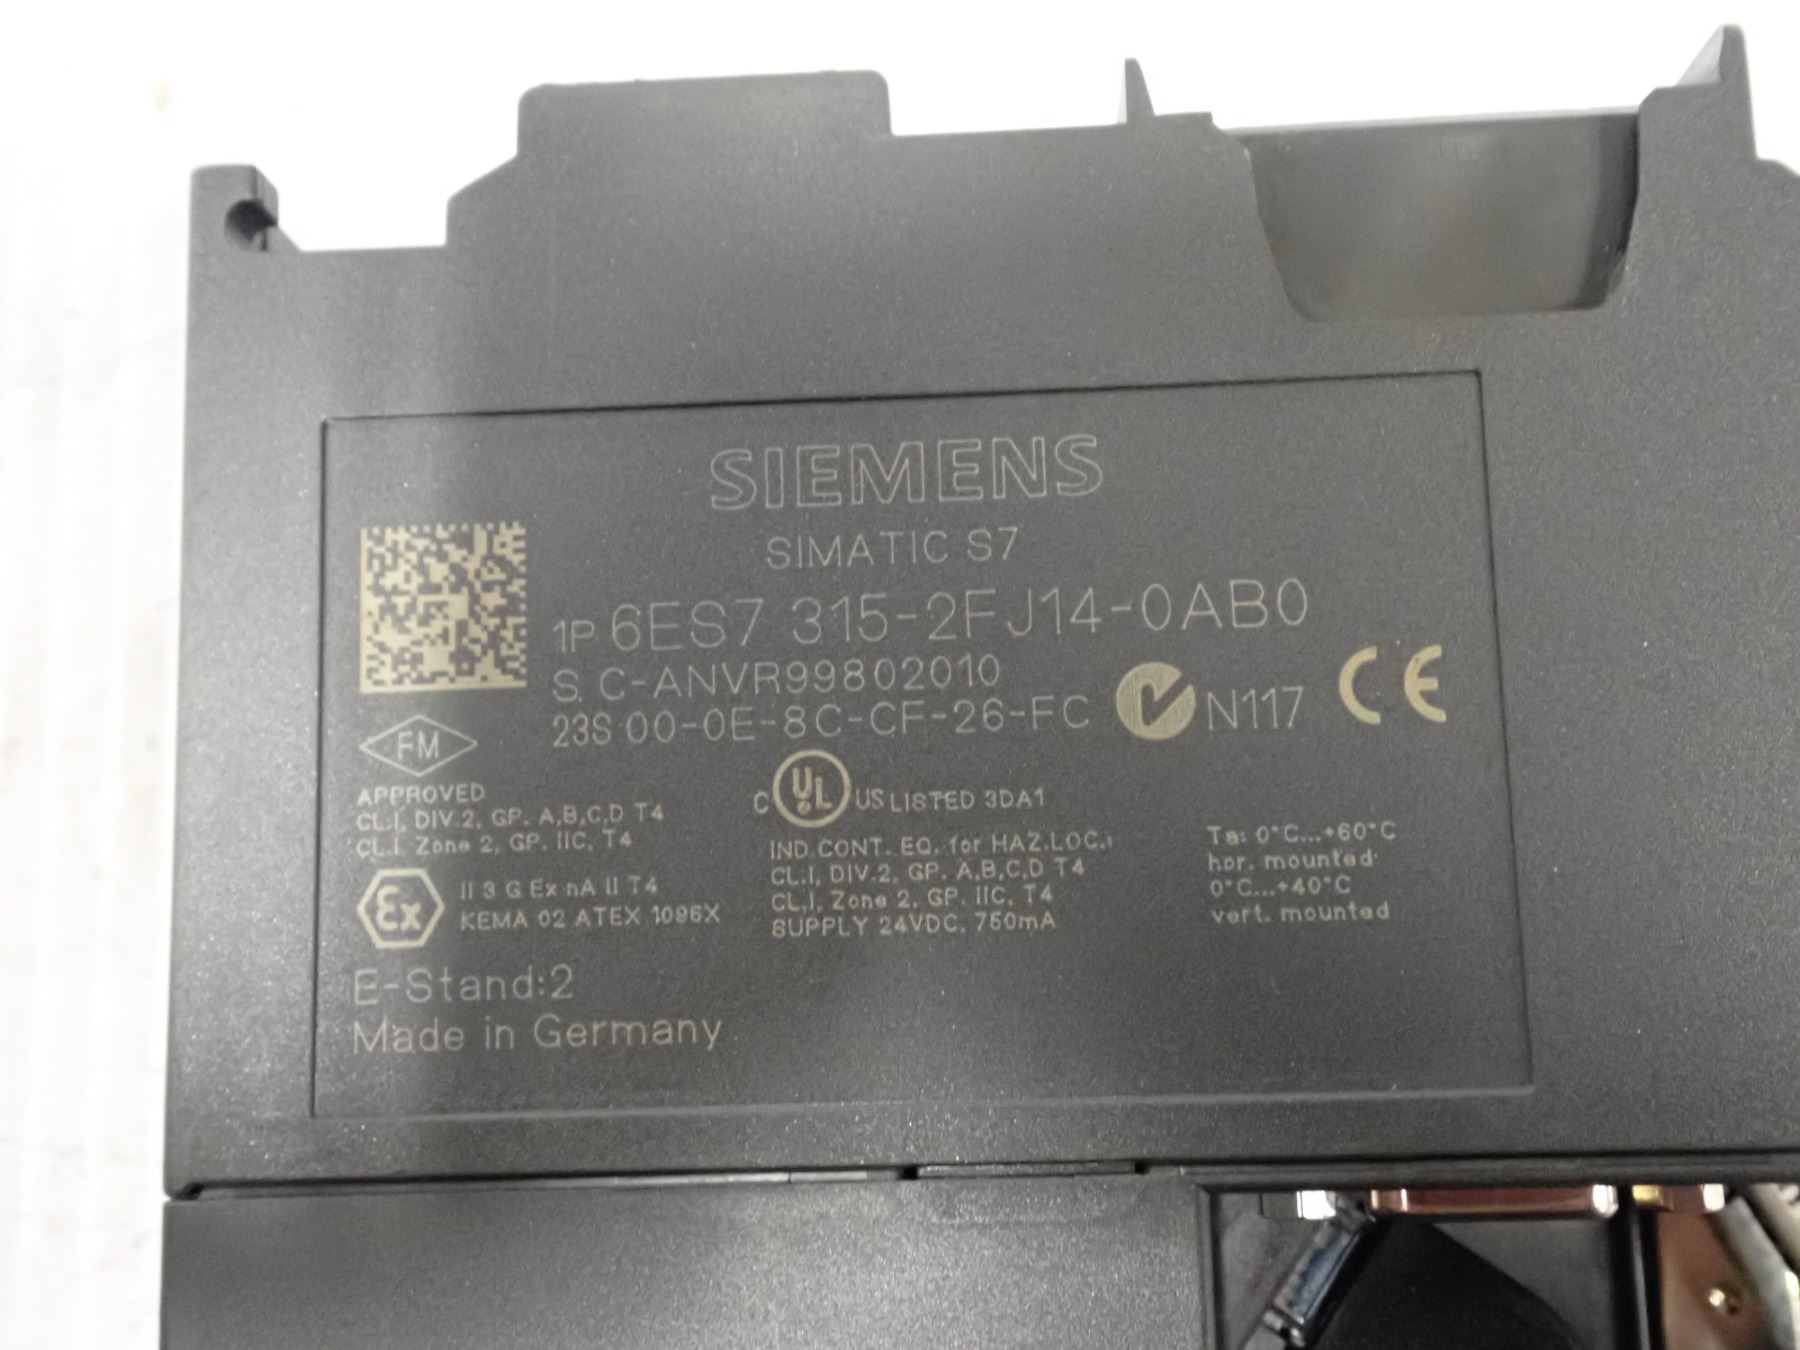 SIEMENS
SIMATIC S7
1P 6ES7 315-2FJ14-0AB0
S C-ANVR99802010
23S 00-0E-8C-CF-26-FC
N117
CE
FM
APPROVED
CL.I, DIV.2, GP. A,B,C,D T4
CL.I, Zone 2, GP. IIC, T4
C UL US LISTED 3DA1
IND.CONT. EQ. for HAZ.LOC.:
CL.I, DIV.2, GP. A,B,C,D T4
CL.I, Zone 2, GP. IIC, T4
SUPPLY 24VDC, 750mA
Ta: 0°C...+60°C
hor. mounted
0°C...+40°C
vert. mounted
Ex
II 3 G Ex nA II T4
KEMA 02 ATEX 1096X
E-Stand:2
Made in Germany